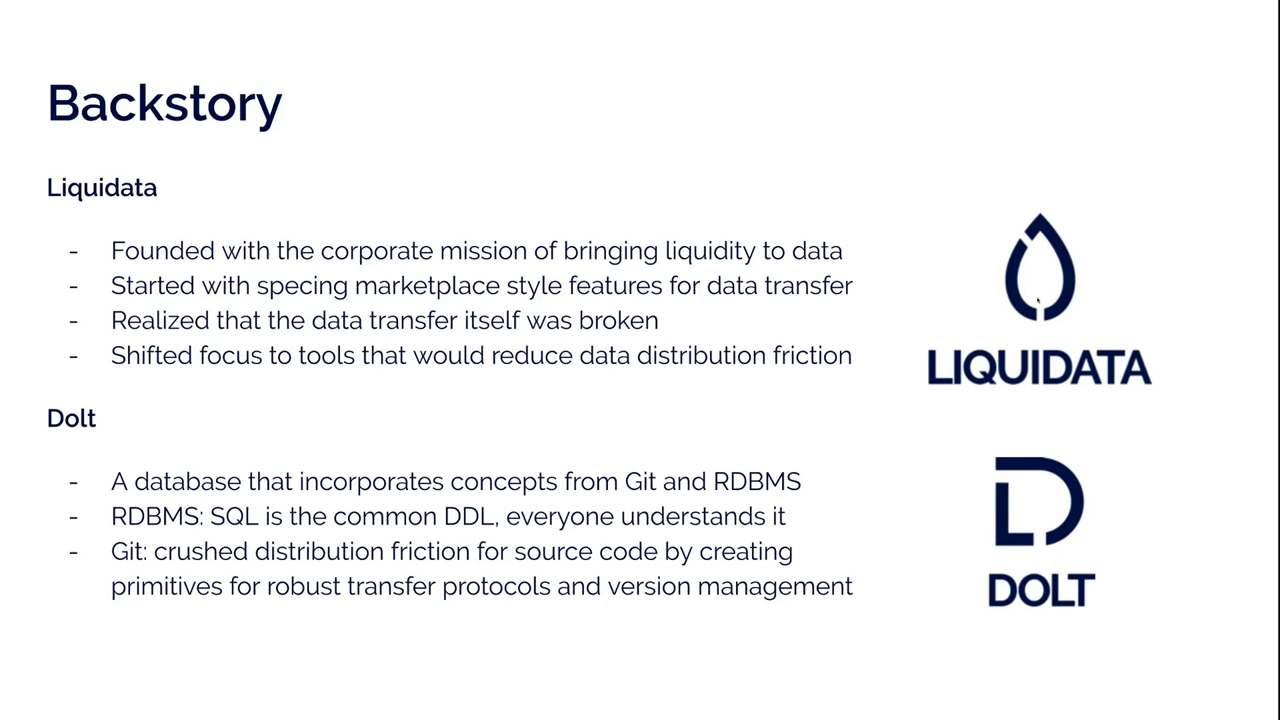 Backstory
Liquidata
- Founded with the corporate mission of bringing liquidity to data
- Started with specing marketplace style features for data transfer
- Realized that the data transfer itself was broken
- Shifted focus to tools that would reduce data distribution friction
LIQUIDATA
Dolt
- A database that incorporates concepts from Git and RDBMS
- RDBMS: SQL is the common DDL, everyone understands it
- Git: crushed distribution friction for source code by creating
primitives for robust transfer protocols and version management
DOLT